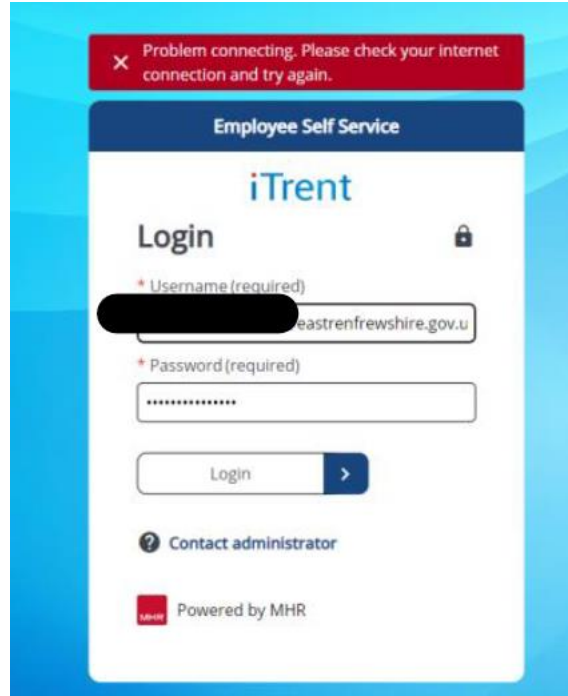 Problem connecting. Please check your internet
connection and try again.
Employee Self Service
iTrent
Login
* Username (required)
eastrenfrewshire.gov.u
* Password (required)
•••••••••••••••
Login
Contact administrator
MHR
Powered by MHR